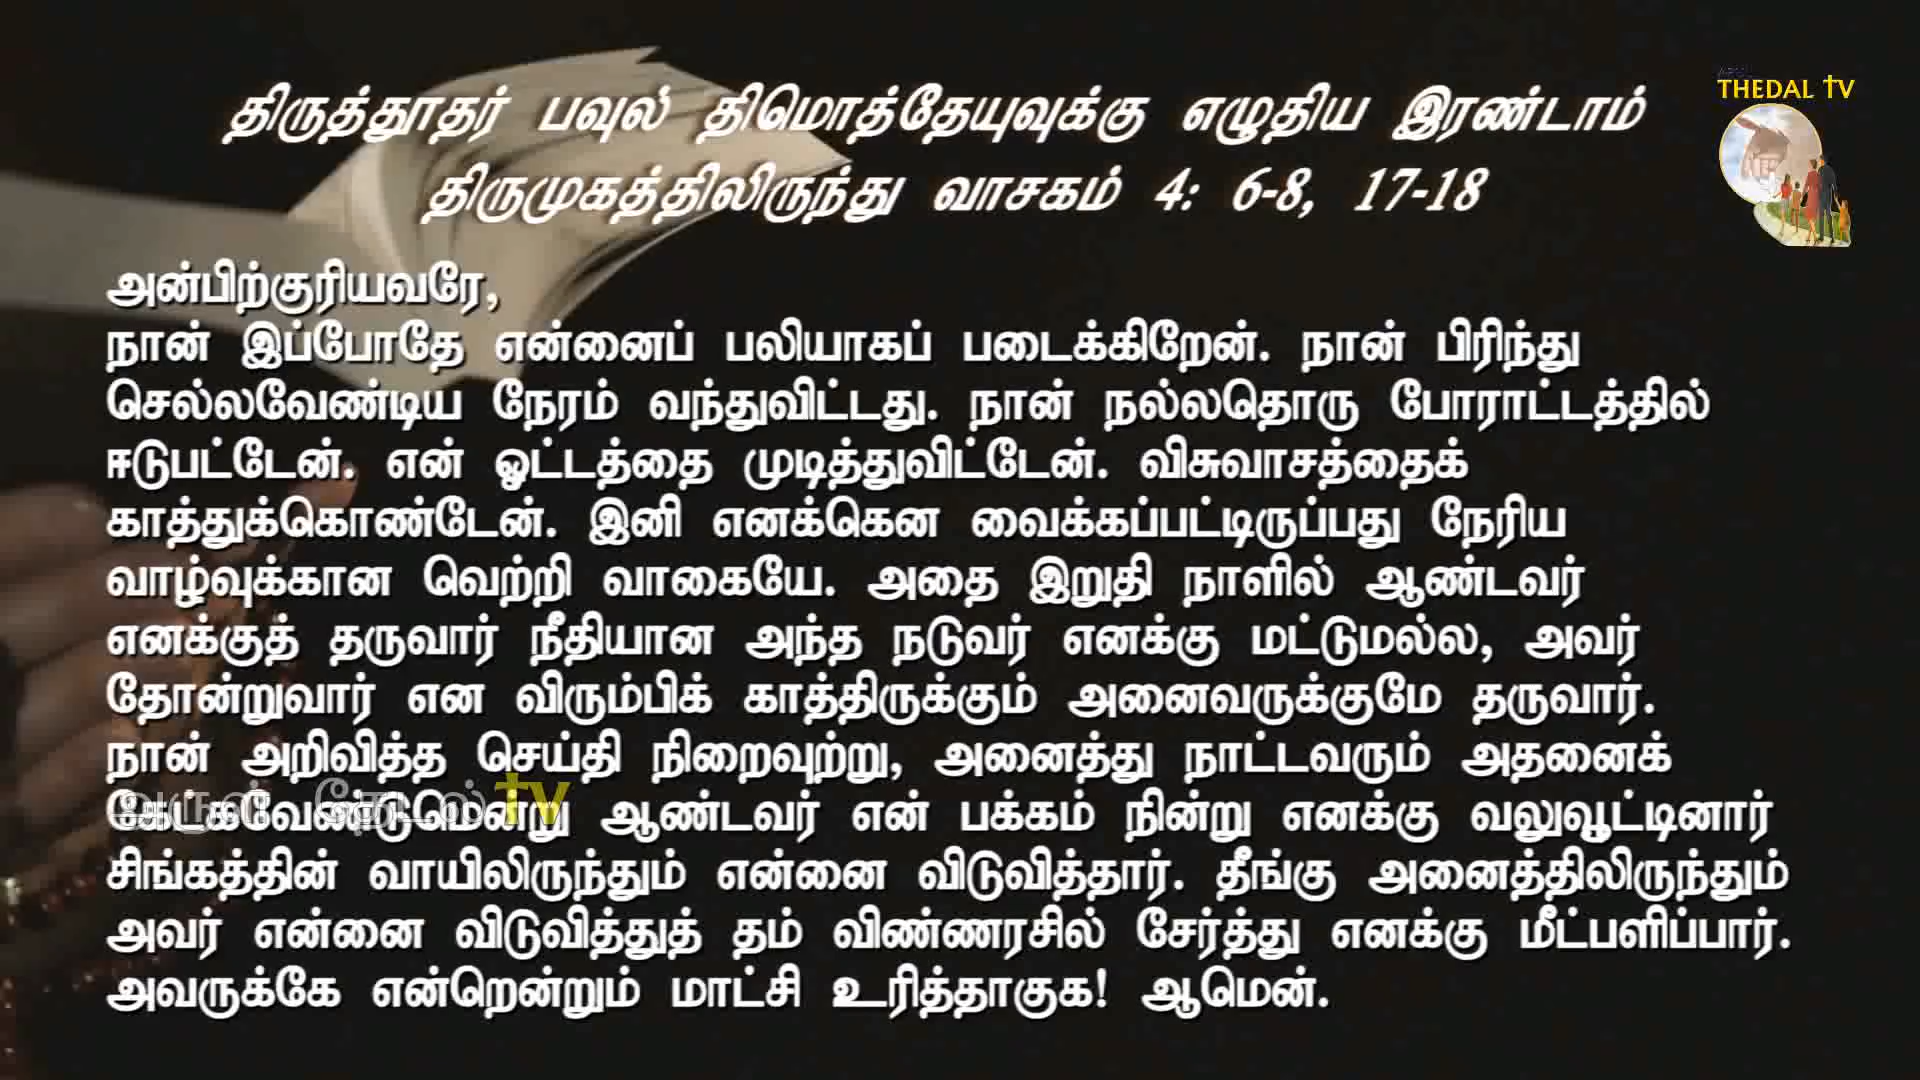 திருத்தூதர் பவுல் திமொத்தேயுவுக்கு எழுதிய இரண்டாம்
திருமுகத்திலிருந்து வாசகம் 4: 6-8, 17-18
THEDAL TV
அன்பிற்குரியவரே,
நான் இப்போதே என்னைப் பலியாகப் படைக்கிறேன். நான் பிரிந்து
செல்லவேண்டிய நேரம் வந்துவிட்டது. நான் நல்லதொரு போராட்டத்தில்
ஈடுபட்டேன். என் ஓட்டத்தை முடித்துவிட்டேன். விசுவாசத்தைக்
காத்துக்கொண்டேன். இனி எனக்கென வைக்கப்பட்டிருப்பது நேரிய
வாழ்வுக்கான வெற்றி வாகையே. அதை இறுதி நாளில் ஆண்டவர்
எனக்குத் தருவார் நீதியான அந்த நடுவர் எனக்கு மட்டுமல்ல, அவர்
தோன்றுவார் என விரும்பிக் காத்திருக்கும் அனைவருக்குமே தருவார்.
நான் அறிவித்த செய்தி நிறைவுற்று, அனைத்து நாட்டவரும் அதனைக்
கேட்கவேண்டுமென்று ஆண்டவர் என் பக்கம் நின்று எனக்கு வலுவூட்டினார்
அருள் தேடல் TV
சிங்கத்தின் வாயிலிருந்தும் என்னை விடுவித்தார். தீங்கு அனைத்திலிருந்தும்
அவர் என்னை விடுவித்துத் தம் விண்ணரசில் சேர்த்து எனக்கு மீட்பளிப்பார்.
அவருக்கே என்றென்றும் மாட்சி உரித்தாகுக! ஆமென்.